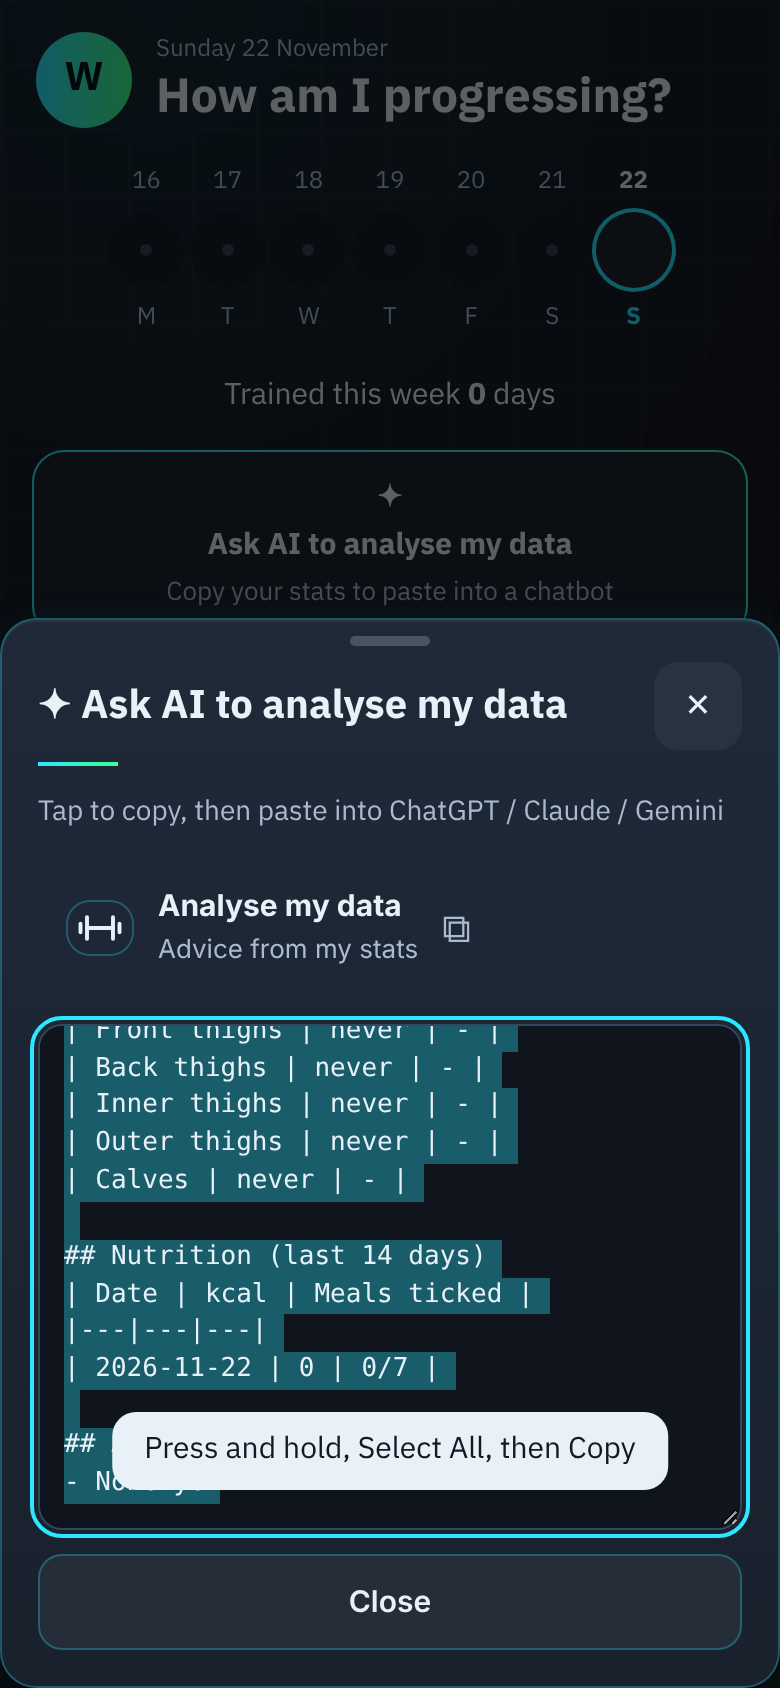 W
Sunday 22 November
How am I progressing?
16 17 18 19 20 21 22
M T W T F S S
Trained this week 0 days
Ask AI to analyse my data
Copy your stats to paste into a chatbot
Ask AI to analyse my data
Tap to copy, then paste into ChatGPT / Claude / Gemini
Analyse my data
Advice from my stats
| Front thighs | never | - |
| Back thighs | never | - |
| Inner thighs | never | - |
| Outer thighs | never | - |
| Calves | never | - |
## Nutrition (last 14 days)
| Date | kcal | Meals ticked |
|---|---|---|
| 2026-11-22 | 0 | 0/7 |
##
-
Press and hold, Select All, then Copy
Close